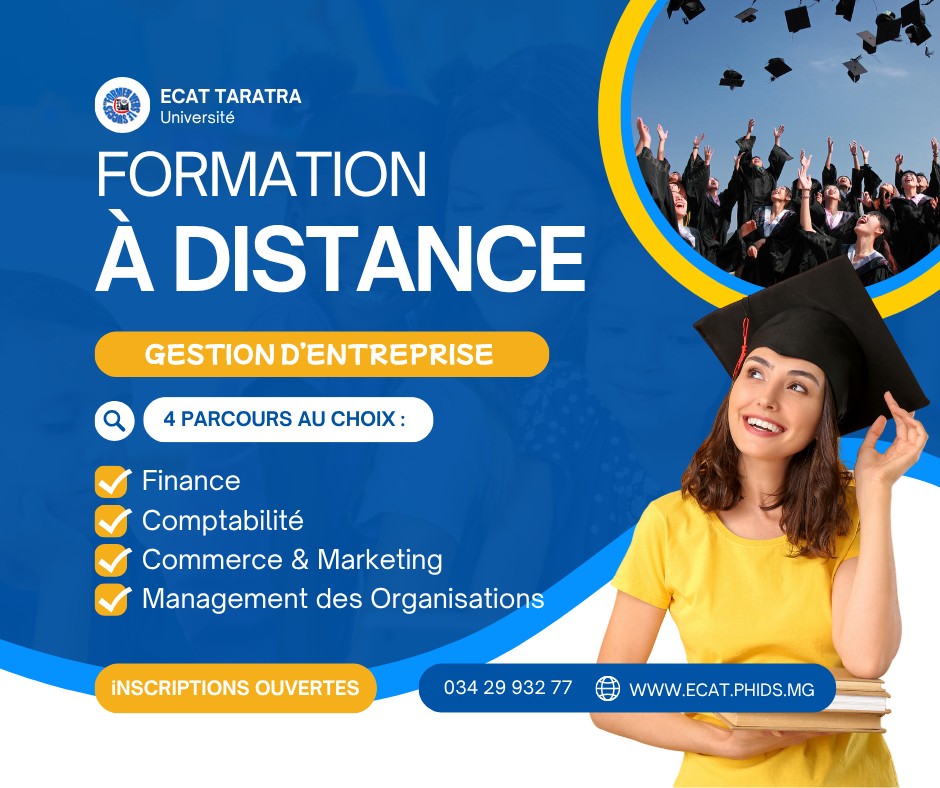 ECAT TARATRA
Université
FORMATION
À DISTANCE
GESTION D'ENTREPRISE
4 PARCOURS AU CHOIX :
Finance
Comptabilité
Commerce & Marketing
Management des Organisations
iNSCRIPTIONS OUVERTES
034 29 932 77
WWW.ECAT.PHIDS.MG